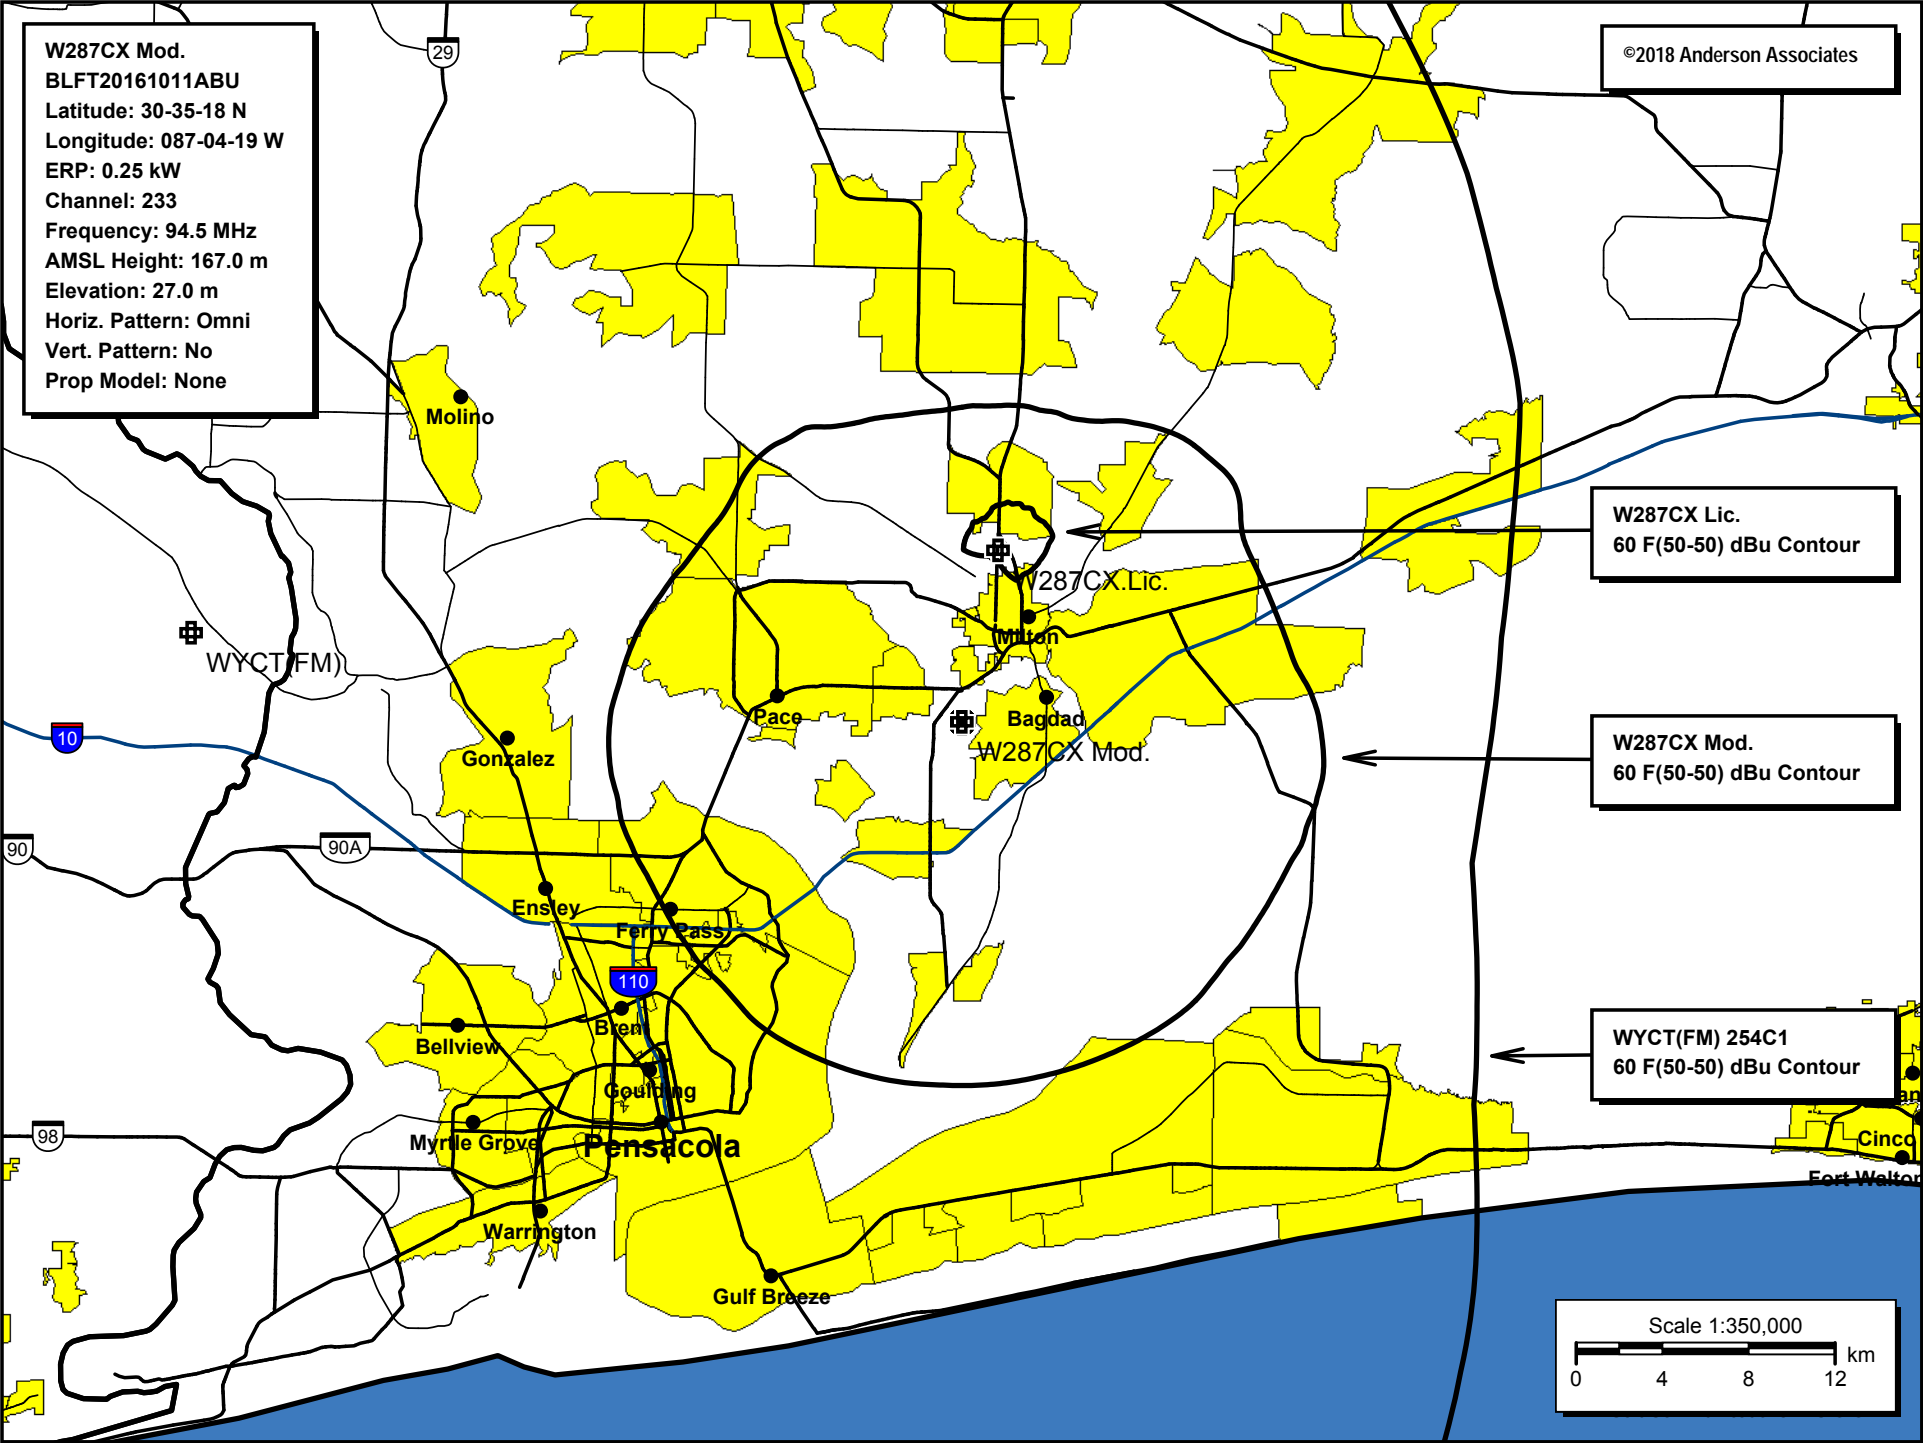 W287CX Mod.
BLFT20161011ABU
Latitude: 30-35-18 N
Longitude: 087-04-19 W
ERP: 0.25 kW
Channel: 233
Frequency: 94.5 MHz
AMSL Height: 167.0 m
Elevation: 27.0 m
Horiz. Pattern: Omni
Vert. Pattern: No
Prop Model: None
29
©2018 Anderson Associates
Molino
W287CX Lic.
60 F(50-50) dBu Contour
W287CX.Lic.
Milton
WYCT(FM)
Pace
Bagdad
W287CX Mod.
10
Gonzalez
W287CX Mod.
60 F(50-50) dBu Contour
90
90A
Ensley
Ferry Pass
110
Brent
Bellview
WYCT(FM) 254C1
60 F(50-50) dBu Contour
Goulding
98
Myrtle Grove
Pensacola
Cinco
Fort Walton
Warrington
Gulf Breeze
Scale 1:350,000
km
0 4 8 12